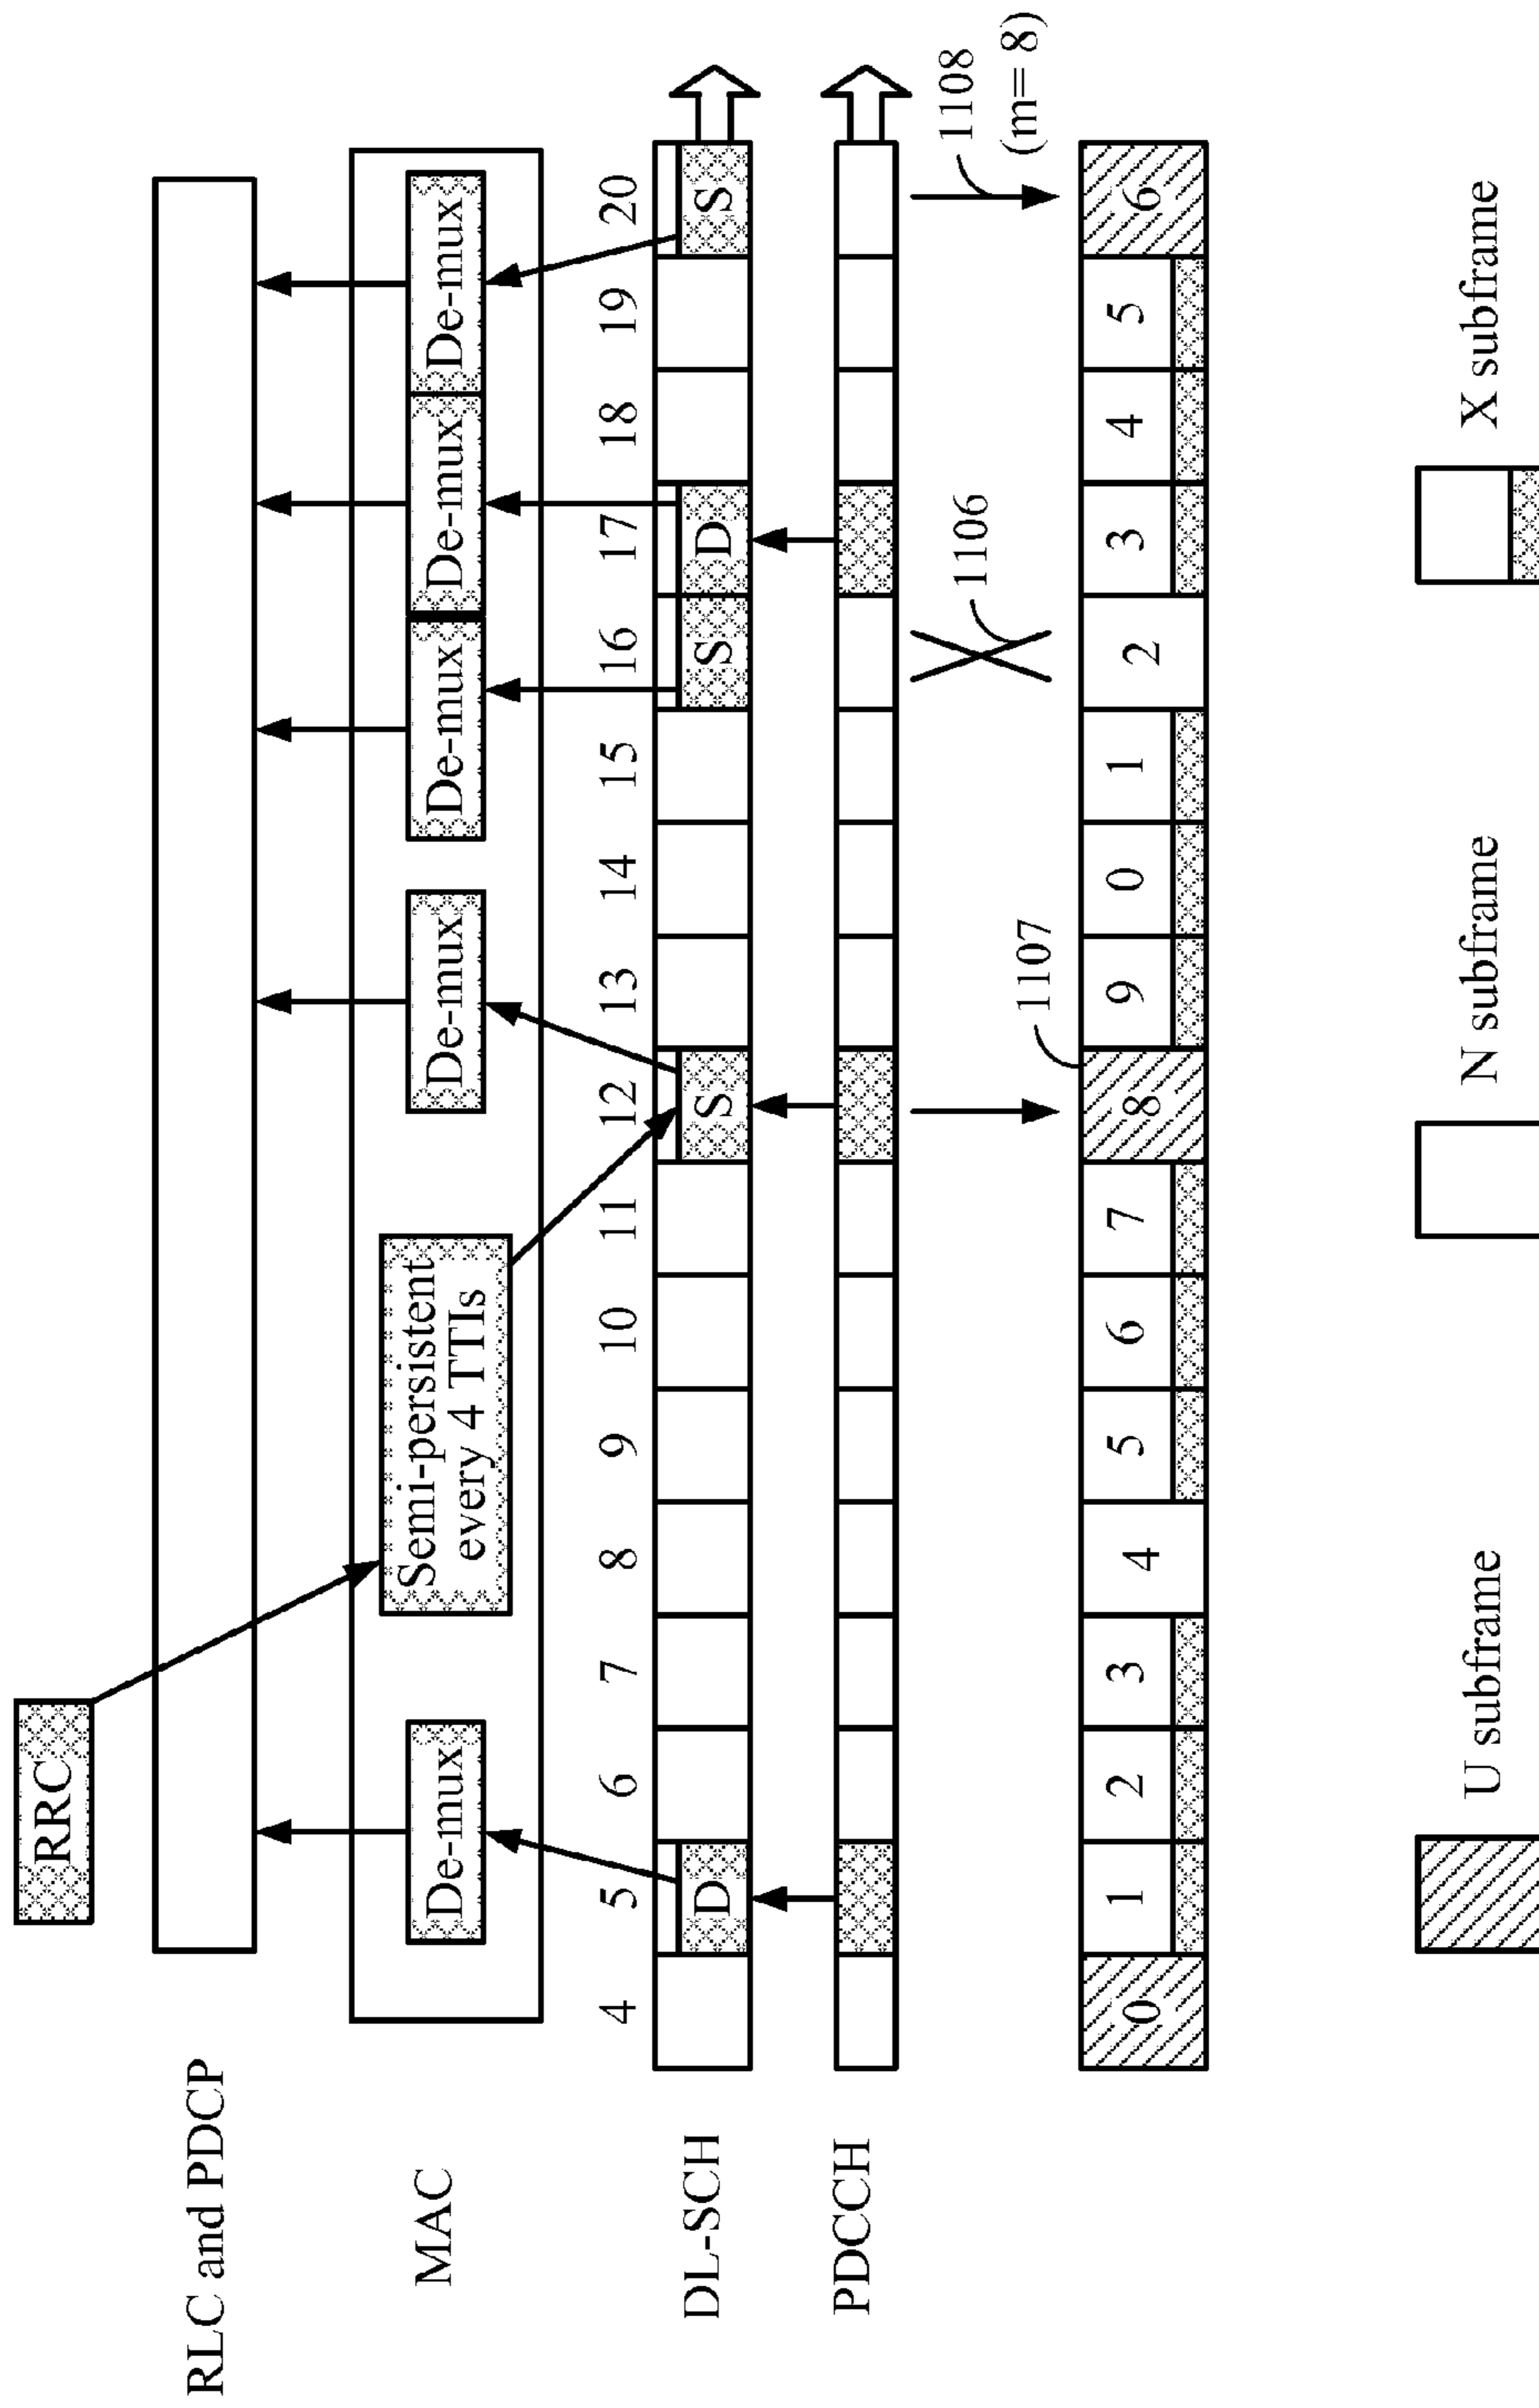 RRC
RLC and PDCP
MAC
De-mux
Semi-persistent
every 4 TTIs
De-mux
De-mux
De-mux
De-mux
4 5 6 7 8 9 10 11 12 13 14 15 16 17 18 19 20
DL-SCH
D S S D S
PDCCH
1106
1108
(m= 8)
1107
0 1 2 3 4 5 6 7 8 9 0 1 2 3 4 5 6
U subframe
N subframe
X subframe